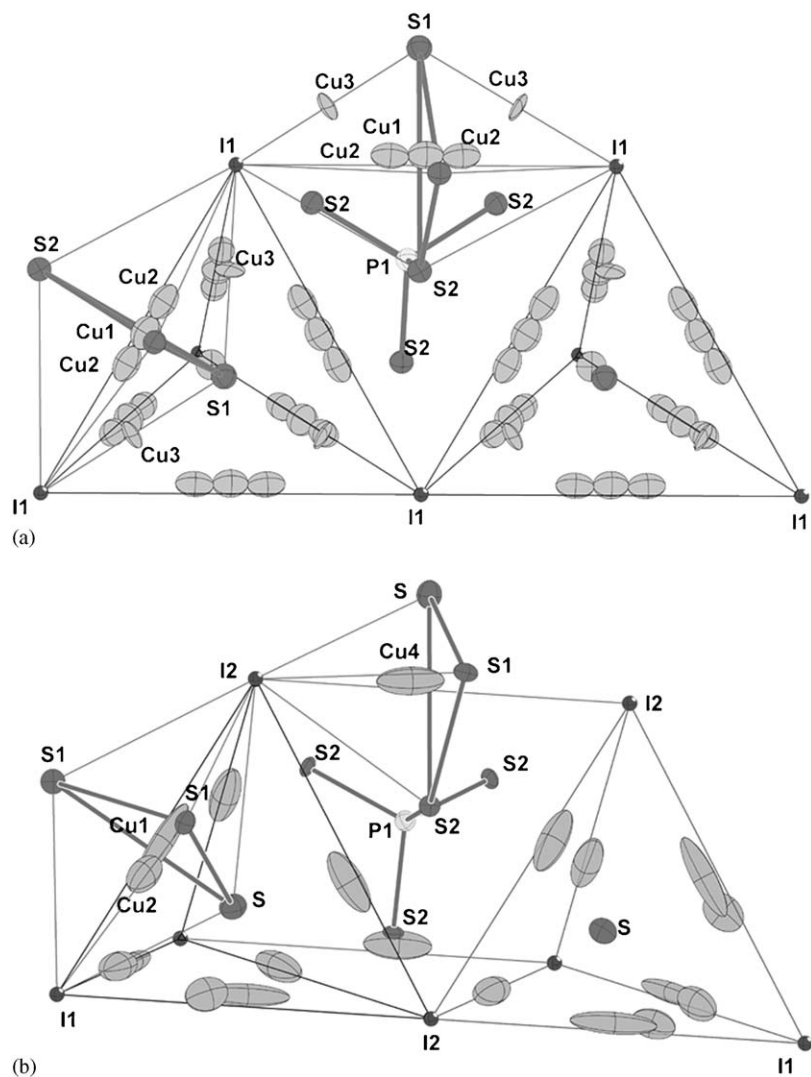 S1
Cu3 Cu3
Cu1
Cu2 Cu2
I1 I1
S2 S2
S2 Cu3 P1
Cu2 S2
Cu1
Cu2 S2
S1
Cu3
I1 I1 I1
(a)
S
Cu4 S1
I2
I2
S2 S2
S1
S1
Cu1 P1 S2
Cu2
S S2 S
I1 I2
I1
(b)